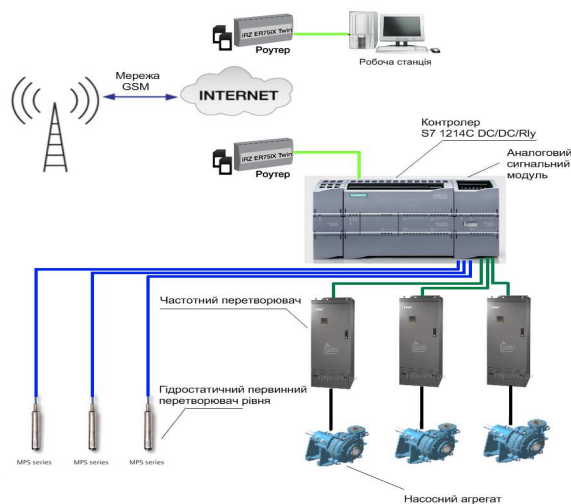 iRZ ER75iX Twin
Роутер
Робоча станція
Мережа
GSM
INTERNET
Контролер
S7 1214C DC/DC/Rly
Аналоговий
сигнальний
модуль
iRZ ER75iX Twin
Роутер
SIEMENS
Частотний перетворювач
Гідростатичний первинний
перетворювач рівня
MPS series
MPS series
MPS series
Насосний агрегат